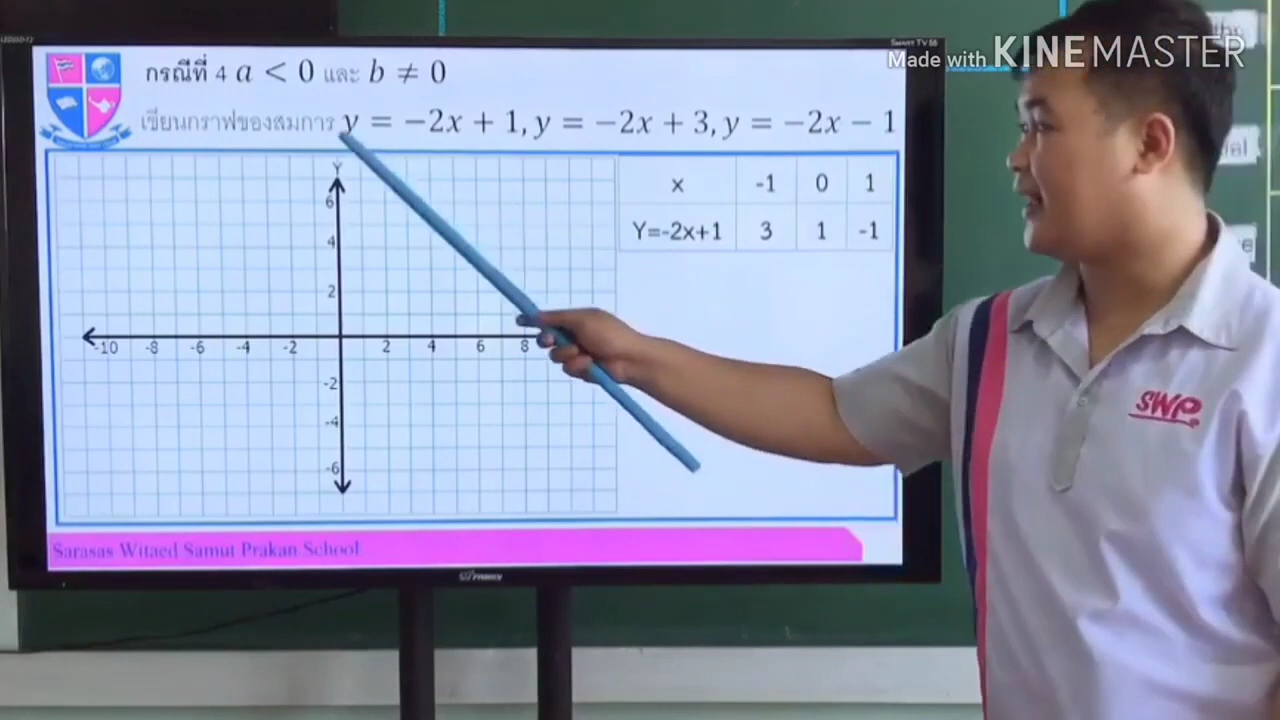 Smart TV 86
Made with KINEMASTER
กรณีที่ 4 a < 0 และ b ≠ 0
เขียนกราฟของสมการ y = −2x + 1, y = −2x + 3, y = −2x − 1
Y
6
4
2
-10 -8 -6 -4 -2 2 4 6 8
-2
-4
-6
x -1 0 1
Y=-2x+1 3 1 -1
SWP
Sarasas Witaed Samut Prakan School